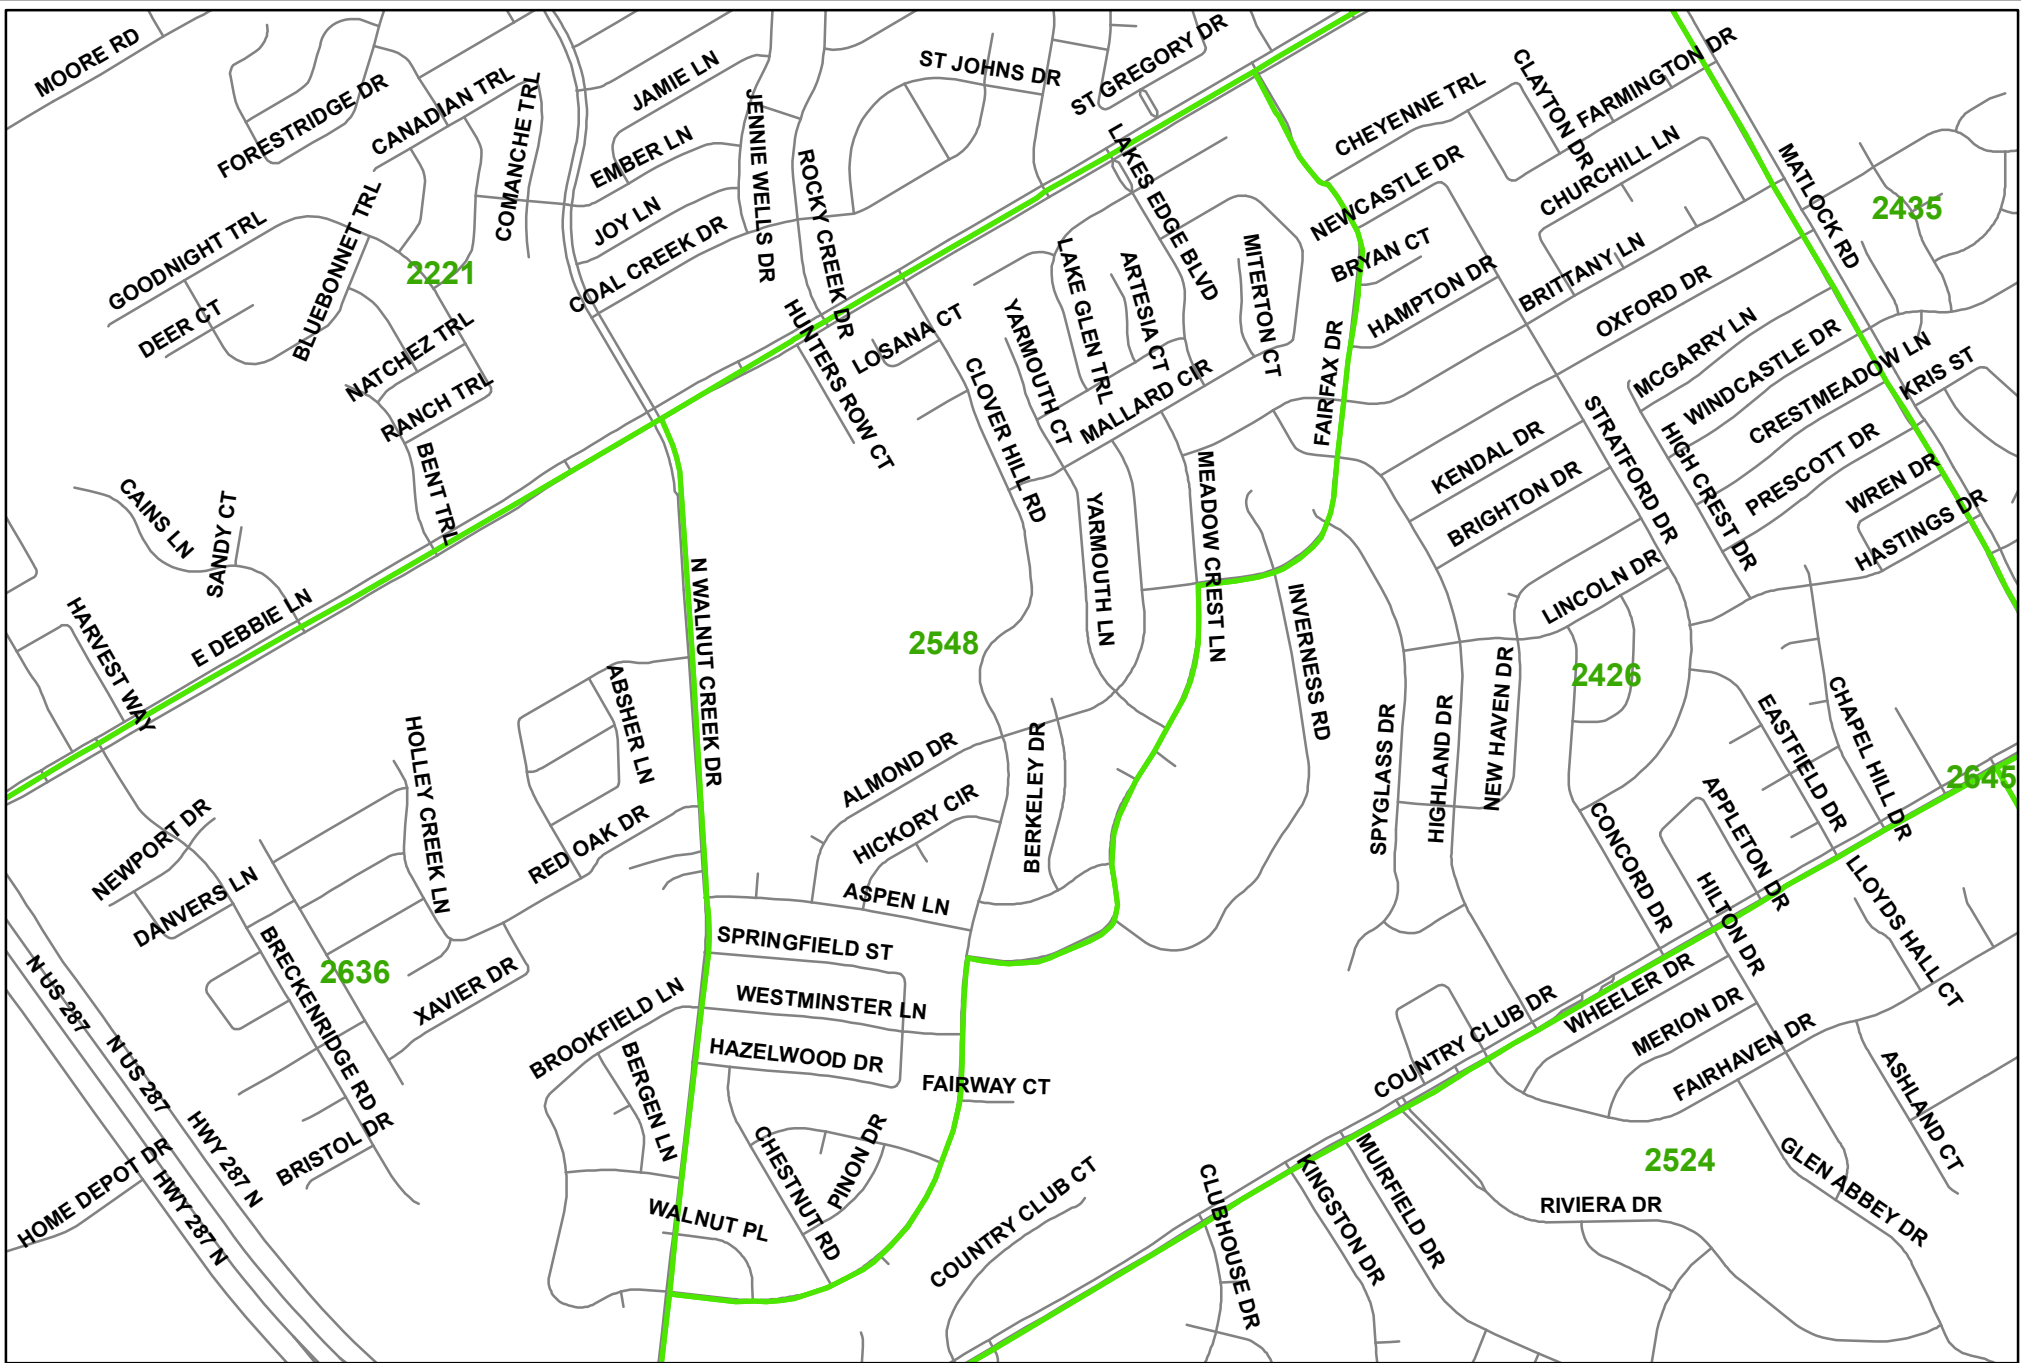 MOORE RD
FORESTRIDGE DR
CANADIAN TRL
COMANCHE TRL
JAMIE LN
EMBER LN
JENNIE WELLS DR
ROCKY CREEK DR
ST JOHNS DR
ST GREGORY DR
JOY LN
COAL CREEK DR
GOODNIGHT TRL
BLUEBONNET TRL
2221
DEER CT
NATCHEZ TRL
RANCH TRL
BENT TRL
HUNTERS ROW CT
LOSANA CT
LAKES EDGE BLVD
LAKE GLEN TRL
ARTESIA CT
MITERTON CT
YARMOUTH CT
MALLARD CIR
CLOVER HILL RD
CHEYENNE TRL
CLAYTON DR
FARMINGTON DR
NEWCASTLE DR
CHURCHILL LN
BRYAN CT
HAMPTON DR
BRITTANY LN
OXFORD DR
MATLOCK RD
2435
FAIRFAX DR
MCGARRY LN
WINDCASTLE DR
CRESTMEADOW LN
KRIS ST
STRATFORD DR
HIGH CREST DR
PRESCOTT DR
WREN DR
HASTINGS DR
KENDAL DR
BRIGHTON DR
LINCOLN DR
CAINS LN
SANDY CT
E DEBBIE LN
HARVEST WAY
N WALNUT CREEK DR
2548
YARMOUTH LN
MEADOW CREST LN
INVERNESS RD
SPYGLASS DR
HIGHLAND DR
NEW HAVEN DR
2426
EASTFIELD DR
CHAPEL HILL DR
2645
ABSHER LN
HOLLEY CREEK LN
RED OAK DR
NEWPORT DR
DANVERS LN
ALMOND DR
HICKORY CIR
BERKELEY DR
ASPEN LN
SPRINGFIELD ST
WESTMINSTER LN
HAZELWOOD DR
FAIRWAY CT
CONCORD DR
APPLETON DR
HILTON DR
LLOYDS HALL CT
BRECKENRIDGE RD
2636
XAVIER DR
BROOKFIELD LN
BERGEN LN
CHESTNUT RD
PINON DR
WALNUT PL
COUNTRY CLUB CT
COUNTRY CLUB DR
WHEELER DR
MERION DR
FAIRHAVEN DR
ASHLAND CT
2524
GLEN ABBEY DR
RIVIERA DR
MUIRFIELD DR
KINGSTON DR
CLUBHOUSE DR
BRISTOL DR
N US 287
N US 287
HWY 287 N
HWY 287 N
HOME DEPOT DR